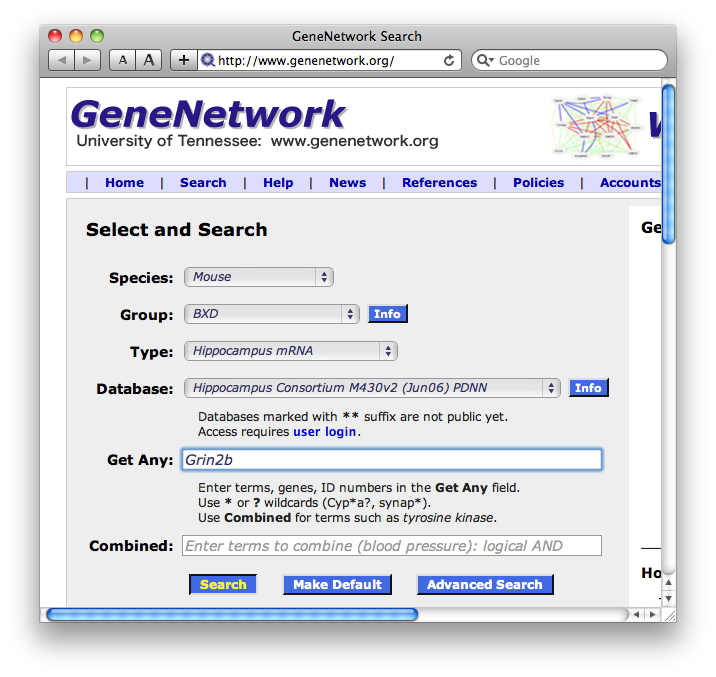 GeneNetwork Search
A A + http://www.genenetwork.org/ Google
GeneNetwork
University of Tennessee: www.genenetwork.org
| Home | Search | Help | News | References | Policies | Accounts
Select and Search
Ge
Species: Mouse
Group: BXD Info
Type: Hippocampus mRNA
Database: Hippocampus Consortium M430v2 (Jun06) PDNN Info
Databases marked with ** suffix are not public yet.
Access requires user login.
Get Any: Grin2b
Enter terms, genes, ID numbers in the Get Any field.
Use * or ? wildcards (Cyp*a?, synap*).
Use Combined for terms such as tyrosine kinase.
Combined: Enter terms to combine (blood pressure): logical AND
Ho
Search Make Default Advanced Search